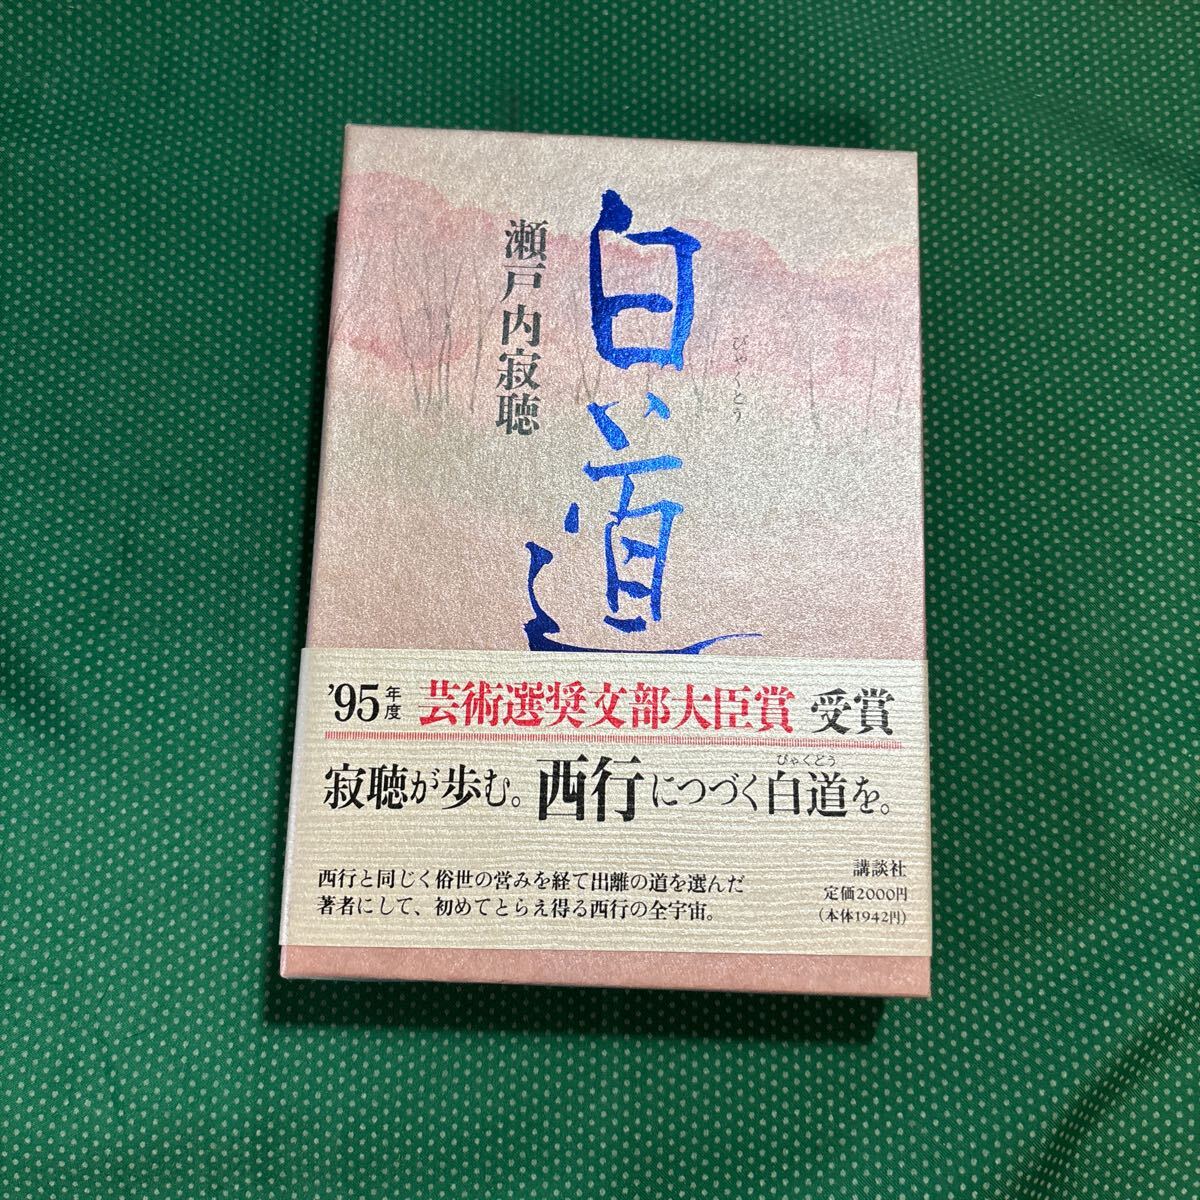 白道
びゃくどう
瀬戸内寂聴
’95年度 芸術選奨文部大臣賞 受賞
寂聴が歩む。西行につづく白道を。
びゃくどう
西行と同じく俗世の営みを経て出離の道を選んだ
著者にして、初めてとらえ得る西行の全宇宙。
講談社
定価2000円
(本体1942円)